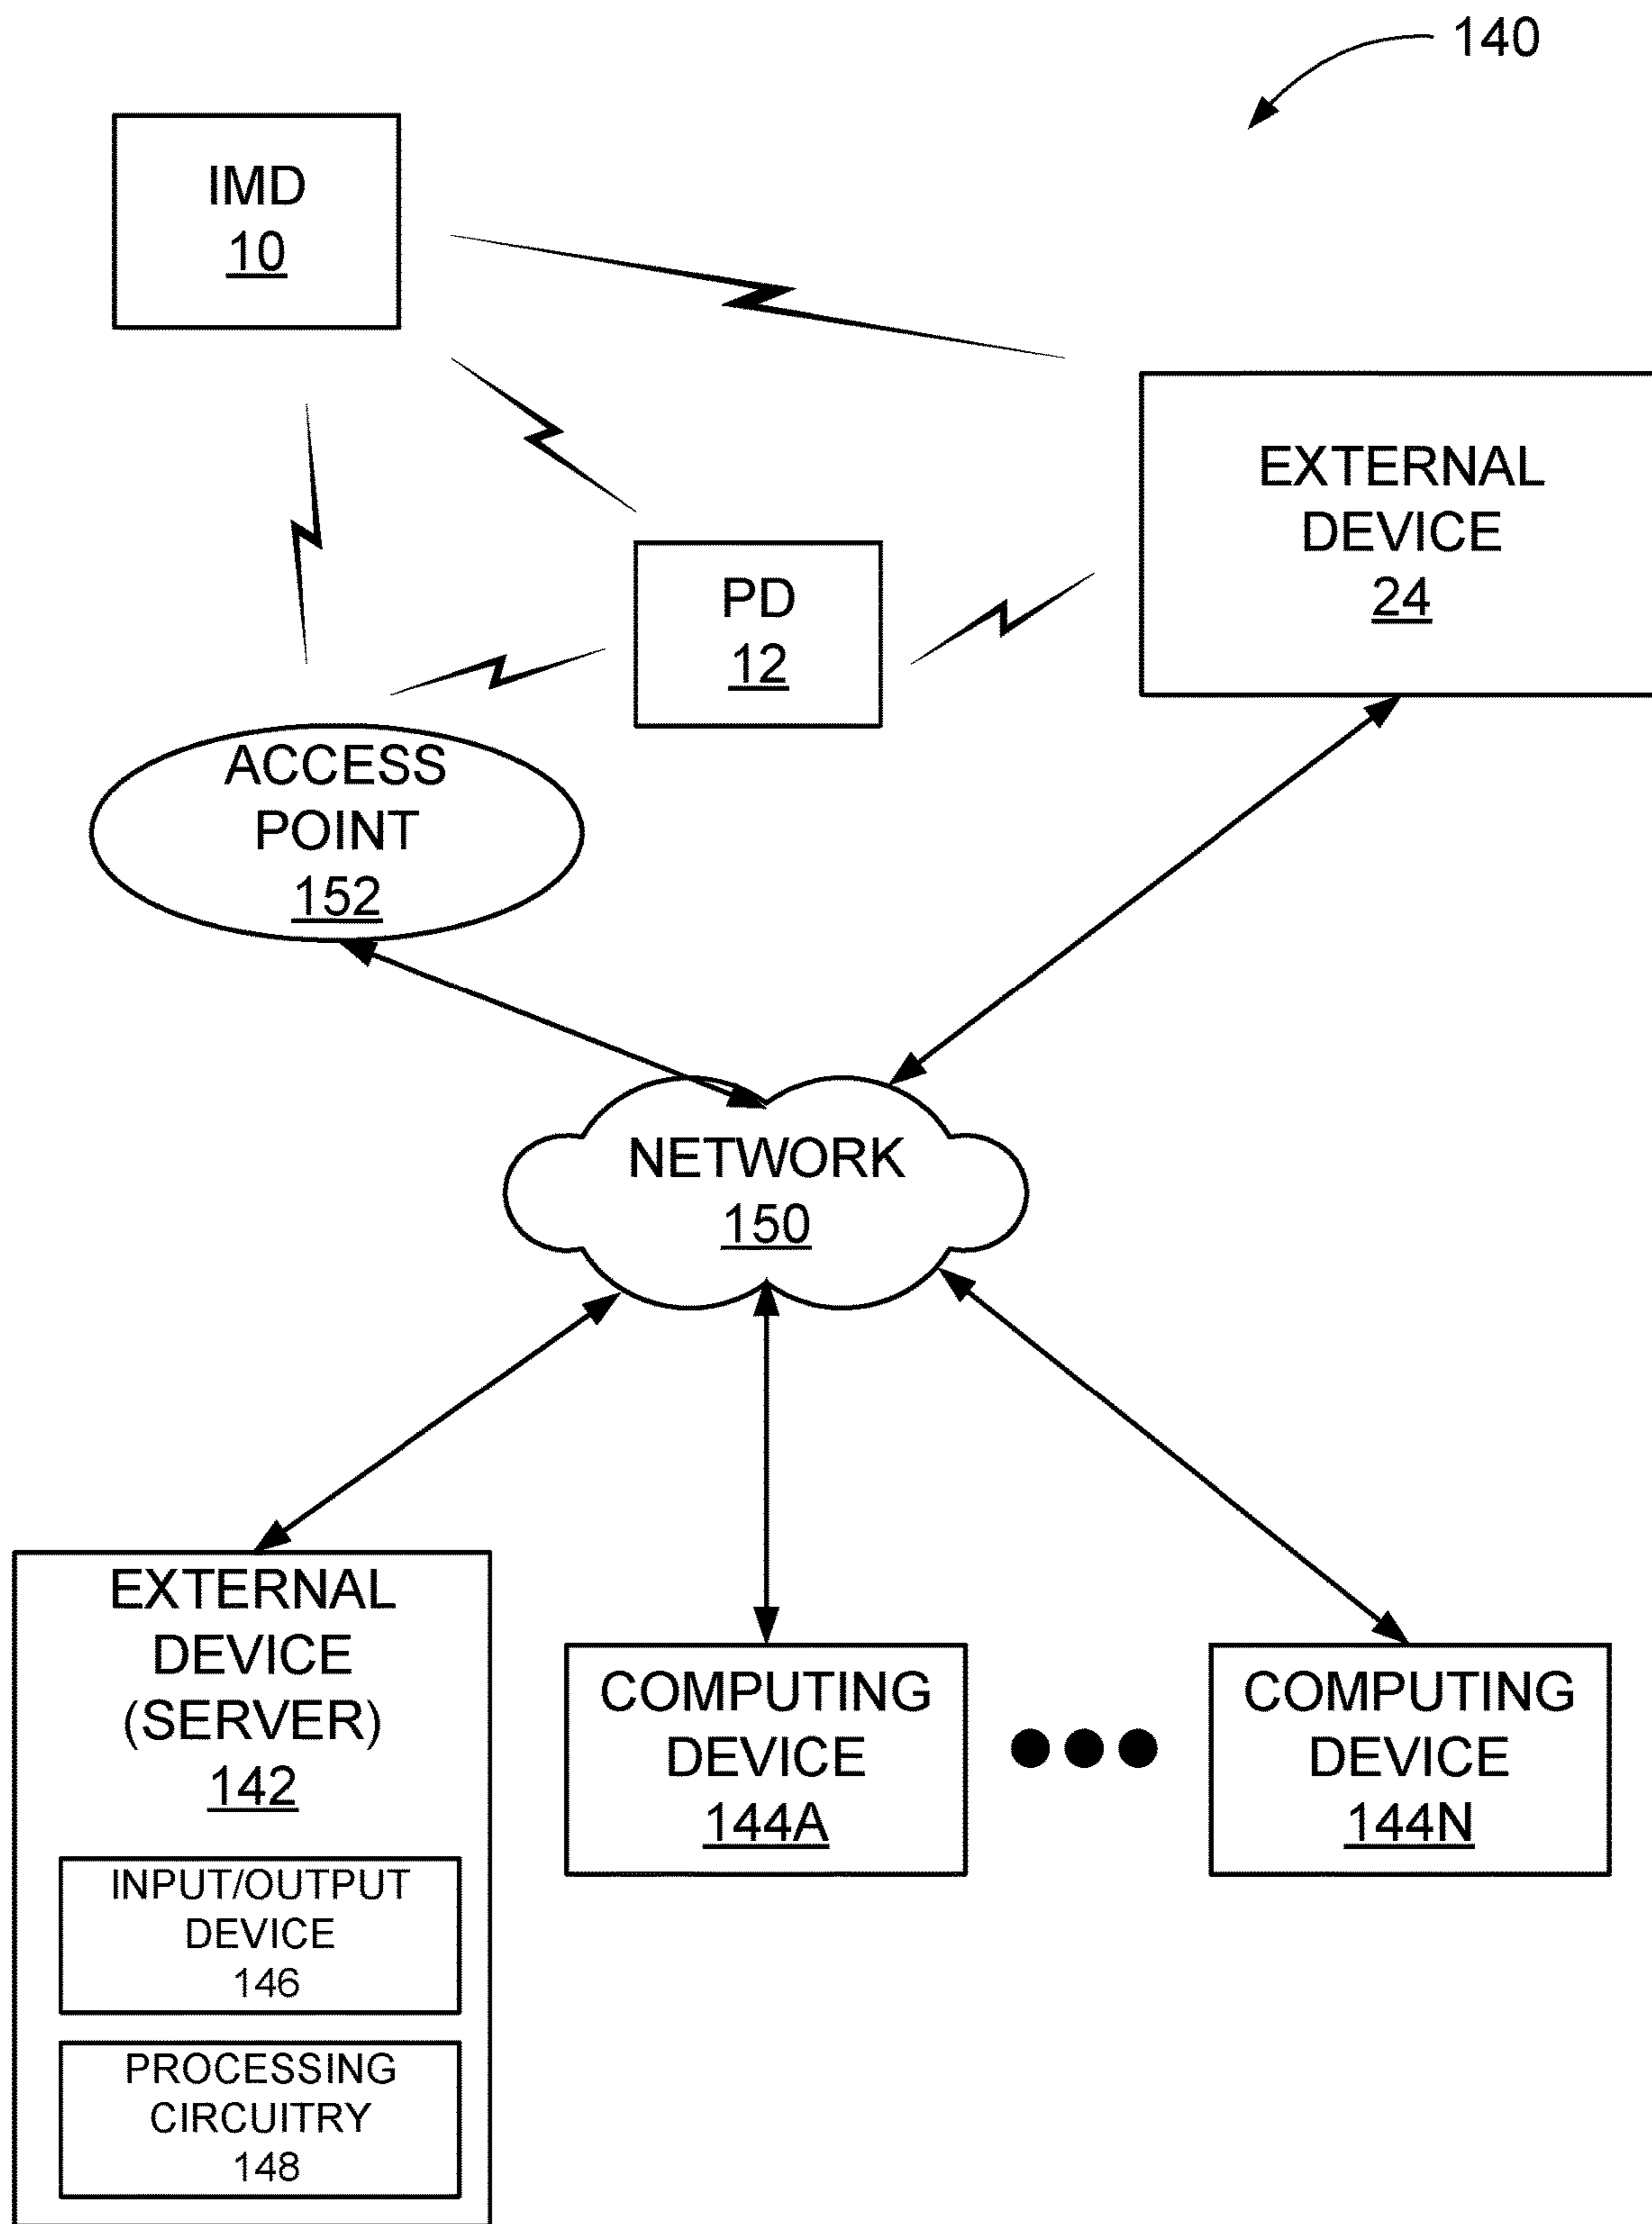 140
IMD
10
EXTERNAL
DEVICE
24
PD
12
ACCESS
POINT
152
NETWORK
150
EXTERNAL
DEVICE
(SERVER)
142
INPUT/OUTPUT
DEVICE
146
PROCESSING
CIRCUITRY
148
COMPUTING
DEVICE
144A
COMPUTING
DEVICE
144N